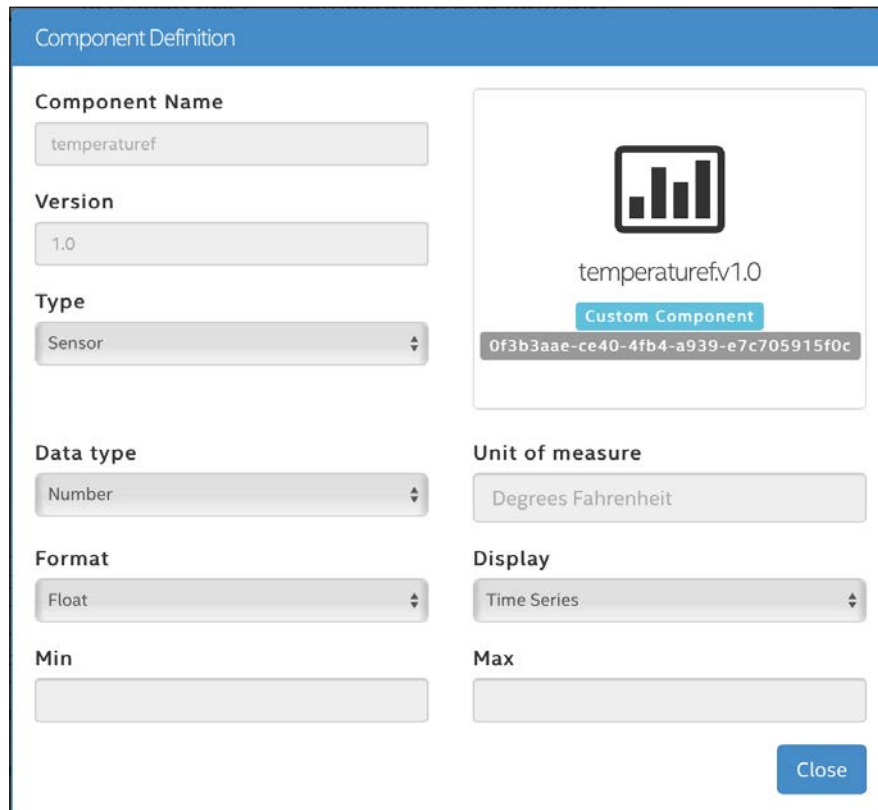 Component Definition
Component Name
temperaturef
Version
1.0
Type
Sensor
temperaturef.v1.0
Custom Component
0f3b3aae-ce40-4fb4-a939-e7c705915f0c
Data type
Number
Unit of measure
Degrees Fahrenheit
Format
Float
Display
Time Series
Min
Max
Close